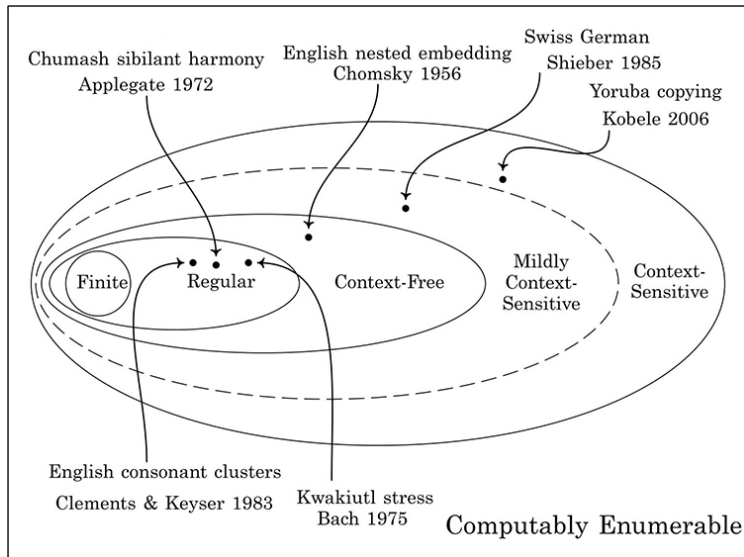 Chumash sibilant harmony
Applegate 1972
English nested embedding
Chomsky 1956
Swiss German
Shieber 1985
Yoruba copying
Kobele 2006
Finite
Regular
Context-Free
Mildly
Context-
Sensitive
Context-
Sensitive
English consonant clusters
Clements & Keyser 1983
Kwakiutl stress
Bach 1975
Computably Enumerable